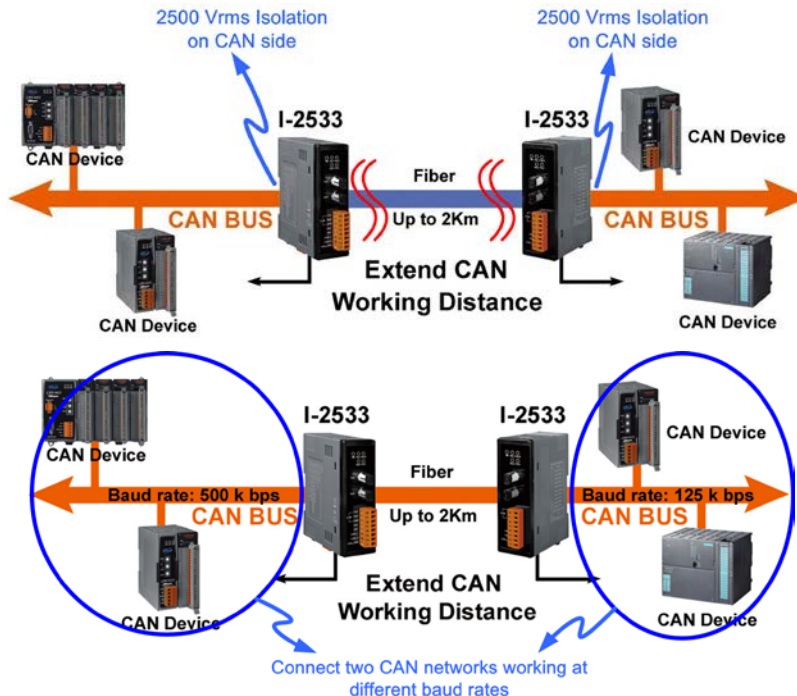 2500 Vrms Isolation
on CAN side
2500 Vrms Isolation
on CAN side
I-2533
I-2533
CAN Device
CAN Device
Fiber
CAN BUS
Up to 2Km
CAN BUS
Extend CAN
Working Distance
CAN Device
CAN Device
I-2533
I-2533
CAN Device
CAN Device
Fiber
Baud rate: 500 k bps
Baud rate: 125 k bps
CAN BUS
Up to 2Km
CAN BUS
Extend CAN
Working Distance
CAN Device
CAN Device
Connect two CAN networks working at
different baud rates